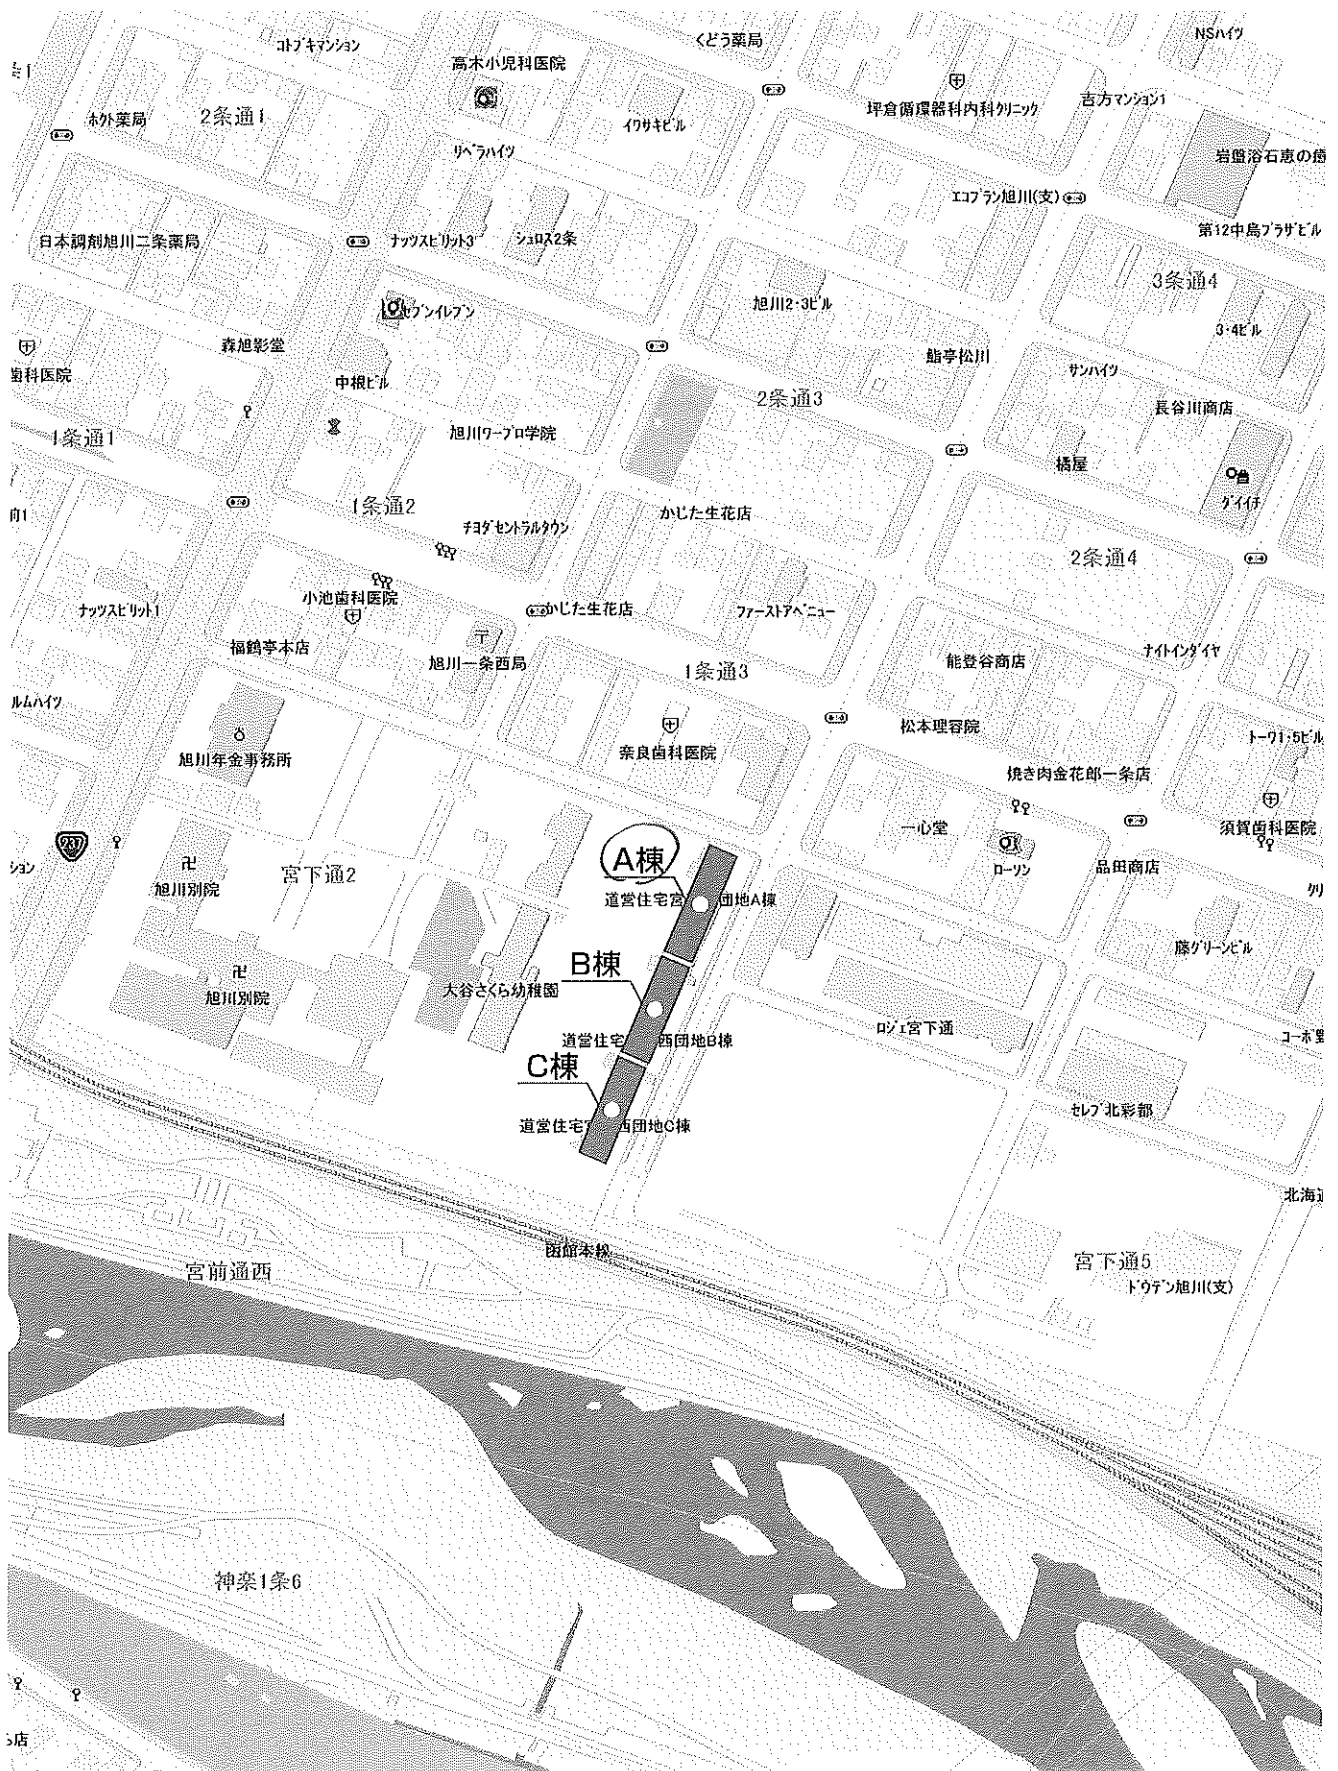 コトブキマンション
くどう薬局
NSハイツ
高木小児科医院
坪倉循環器科内科クリニック
吉方マンション1
ホクト薬局
2条通1
イワサキビル
リベラハイツ
岩盤浴石恵の癒
エコプラン旭川(支)
第12中島プラザビル
日本調剤旭川二条薬局
ナッツスピリット3
シュロス2条
3条通4
セブンイレブン
旭川2・3ビル
3・4ビル
森旭影堂
鮨亭松川
サンハイツ
歯科医院
中根ビル
2条通3
長谷川商店
1条通1
旭川ワープロ学院
橘屋
ダイイチ
1条通2
チヨダセントラルタウン
かじた生花店
2条通4
小池歯科医院
ナッツスピリット1
かじた生花店
ファーストアベニュー
福鶴亭本店
旭川一条西局
1条通3
能登谷商店
ナイトインダイヤ
ルムハイツ
松本理容院
奈良歯科医院
トーワ1・5ビル
旭川年金事務所
焼き肉金花郎一条店
須賀歯科医院
237
一心堂
A棟
ローソン
品田商店
ション
旭川別院
宮下通2
道営住宅宮
団地A棟
藤グリーンビル
B棟
旭川別院
大谷さくら幼稚園
ロジェ宮下通
道営住宅
西団地B棟
C棟
セレブ北彩都
道営住宅
西団地C棟
北海道
函館本線
宮前通西
宮下通5
ドウデン旭川(支)
神楽1条6
る店